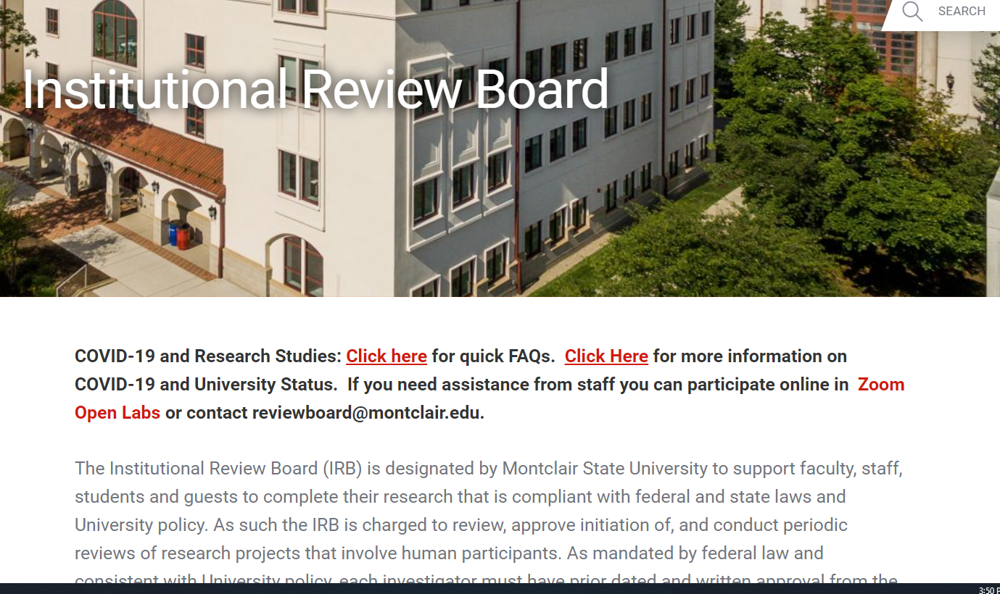 SEARCH
Institutional Review Board
COVID-19 and Research Studies: Click here for quick FAQs.  Click Here for more information on
COVID-19 and University Status.  If you need assistance from staff you can participate online in  Zoom
Open Labs or contact reviewboard@montclair.edu.
The Institutional Review Board (IRB) is designated by Montclair State University to support faculty, staff,
students and guests to complete their research that is compliant with federal and state laws and
University policy. As such the IRB is charged to review, approve initiation of, and conduct periodic
reviews of research projects that involve human participants. As mandated by federal law and
consistent with University policy, each investigator must have prior dated and written approval from the
3:50 P